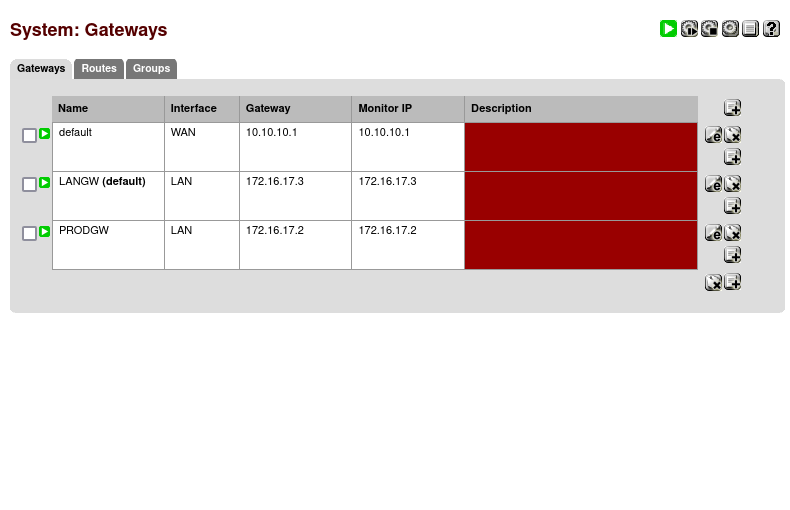 System: Gateways
Gateways Routes Groups
Name Interface Gateway Monitor IP Description
default WAN 10.10.10.1 10.10.10.1
LANGW (default) LAN 172.16.17.3 172.16.17.3
PRODGW LAN 172.16.17.2 172.16.17.2